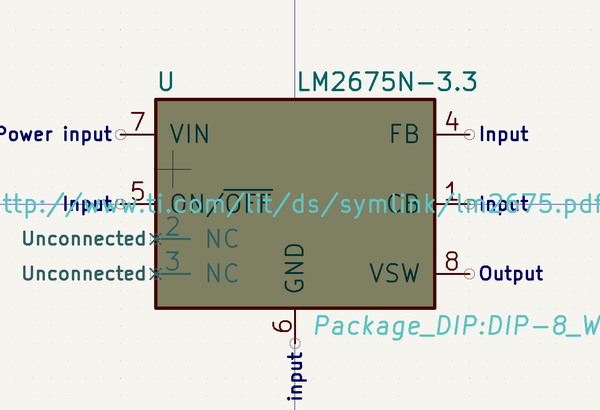 U LM2675N-3.3
7 VIN FB 4
Power input Input
5 ON/OFF CB 1
Input Input
ttp://www.ti.com/lit/ds/symlink/lm2675.pdf
Unconnected 2 NC
Unconnected 3 NC
GND
VSW 8 Output
6
Package_DIP:DIP-8_W
input